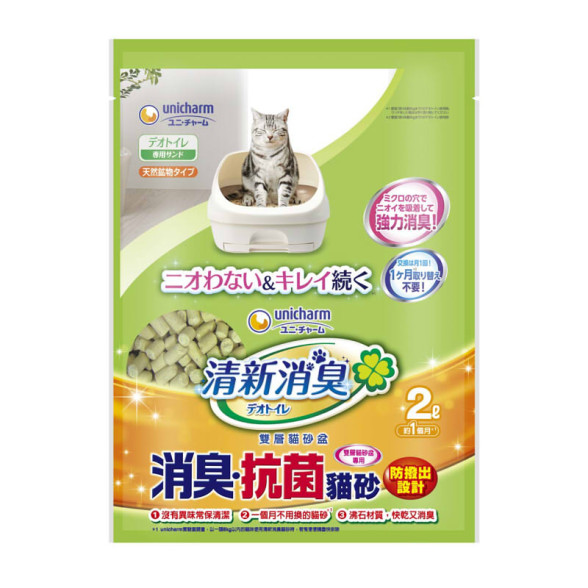 unicharm
ユニ・チャーム
デオトイレ
専用サンド
天然鉱物タイプ
ミクロの穴で
ニオイを吸着して
強力消臭!
交換は月1回!
1ヶ月取り替え
不要!
ニオわない&キレイ続く
unicharm
ユニ・チャーム
清新消臭
デオトイレ
雙層貓砂盆
2ℓ
約1個月
消臭·抗菌貓砂
雙層貓砂盆
專用
防撥出
設計
1 沒有異味常保清潔 2 一個月不用換的貓砂 3 沸石材質，快乾又消臭